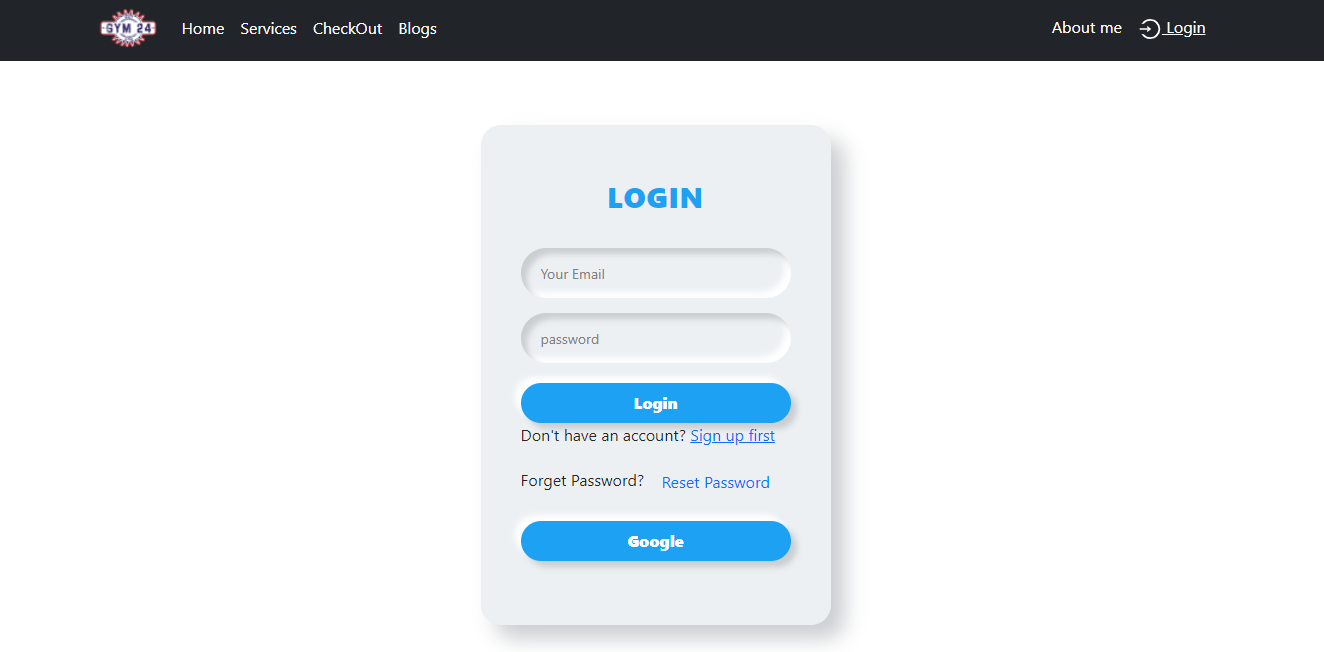 GYM 24 Home Services CheckOut Blogs About me Login
LOGIN
Your Email
password
Login
Don't have an account? Sign up first
Forget Password? Reset Password
Google